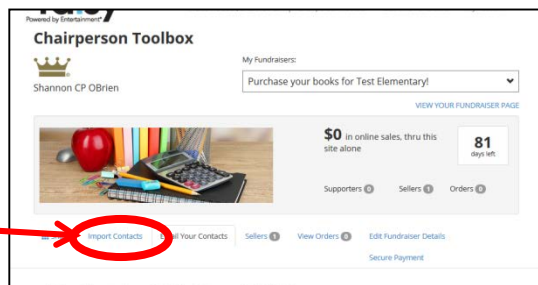 Powered by Entertainment®
Chairperson Toolbox
My Fundraisers:
Shannon CP OBrien
Purchase your books for Test Elementary!
VIEW YOUR FUNDRAISER PAGE
$0 in online sales, thru this site alone
81
days left
Supporters 0 Sellers 1 Orders 0
Import Contacts Email Your Contacts Sellers 1 View Orders 0 Edit Fundraiser Details
Secure Payment